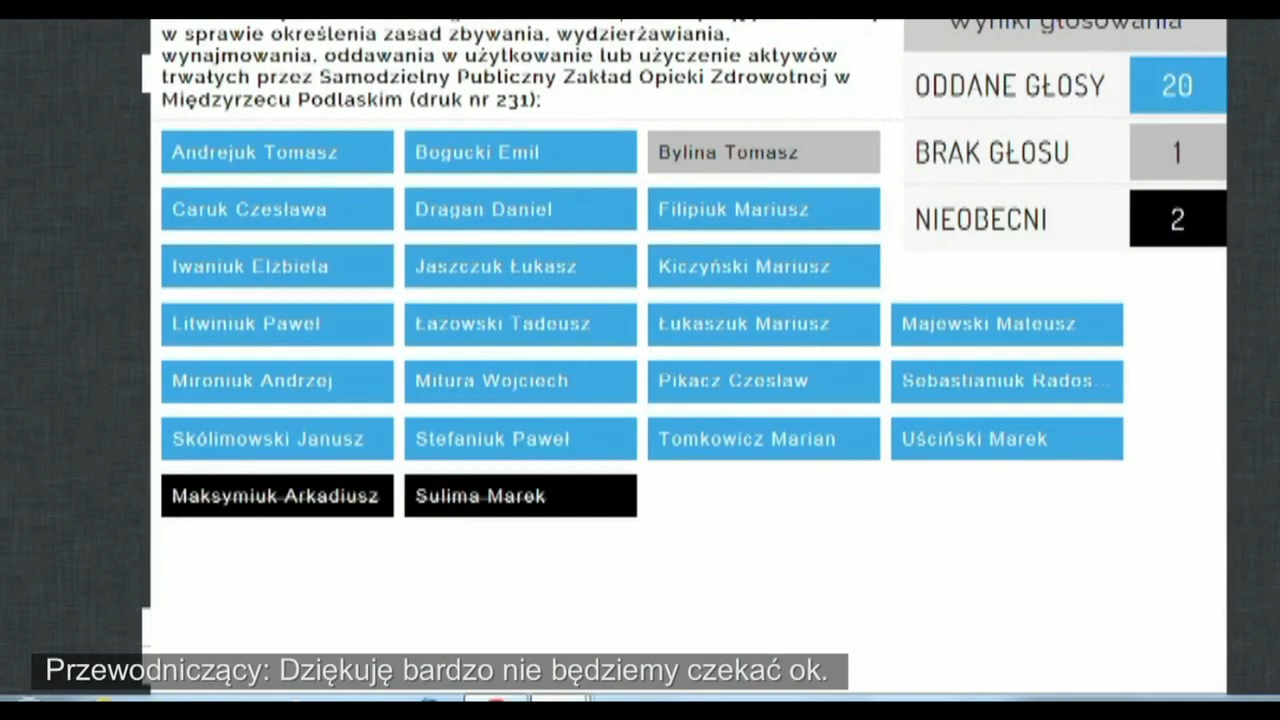 w sprawie określenia zasad zbywania, wydzierżawiania,
wynajmowania, oddawania w użytkowanie lub użyczenie aktywów
trwałych przez Samodzielny Publiczny Zakład Opieki Zdrowotnej w
Międzyrzecu Podlaskim (druk nr 231);
wyniki głosowania
ODDANE GŁOSY 20
BRAK GŁOSU 1
NIEOBECNI 2
Andrejuk Tomasz Bogucki Emil Bylina Tomasz
Caruk Czesława Dragan Daniel Filipiuk Mariusz
Iwaniuk Elżbieta Jaszczuk Łukasz Kiczyński Mariusz
Litwiniuk Paweł Łazowski Tadeusz Łukaszuk Mariusz Majewski Mateusz
Mironiuk Andrzej Mitura Wojciech Pikacz Czesław Sebastianiuk Rados...
Skólimowski Janusz Stefaniuk Paweł Tomkowicz Marian Uściński Marek
Maksymiuk Arkadiusz Sulima Marek
Przewodniczący: Dziękuję bardzo nie będziemy czekać ok.